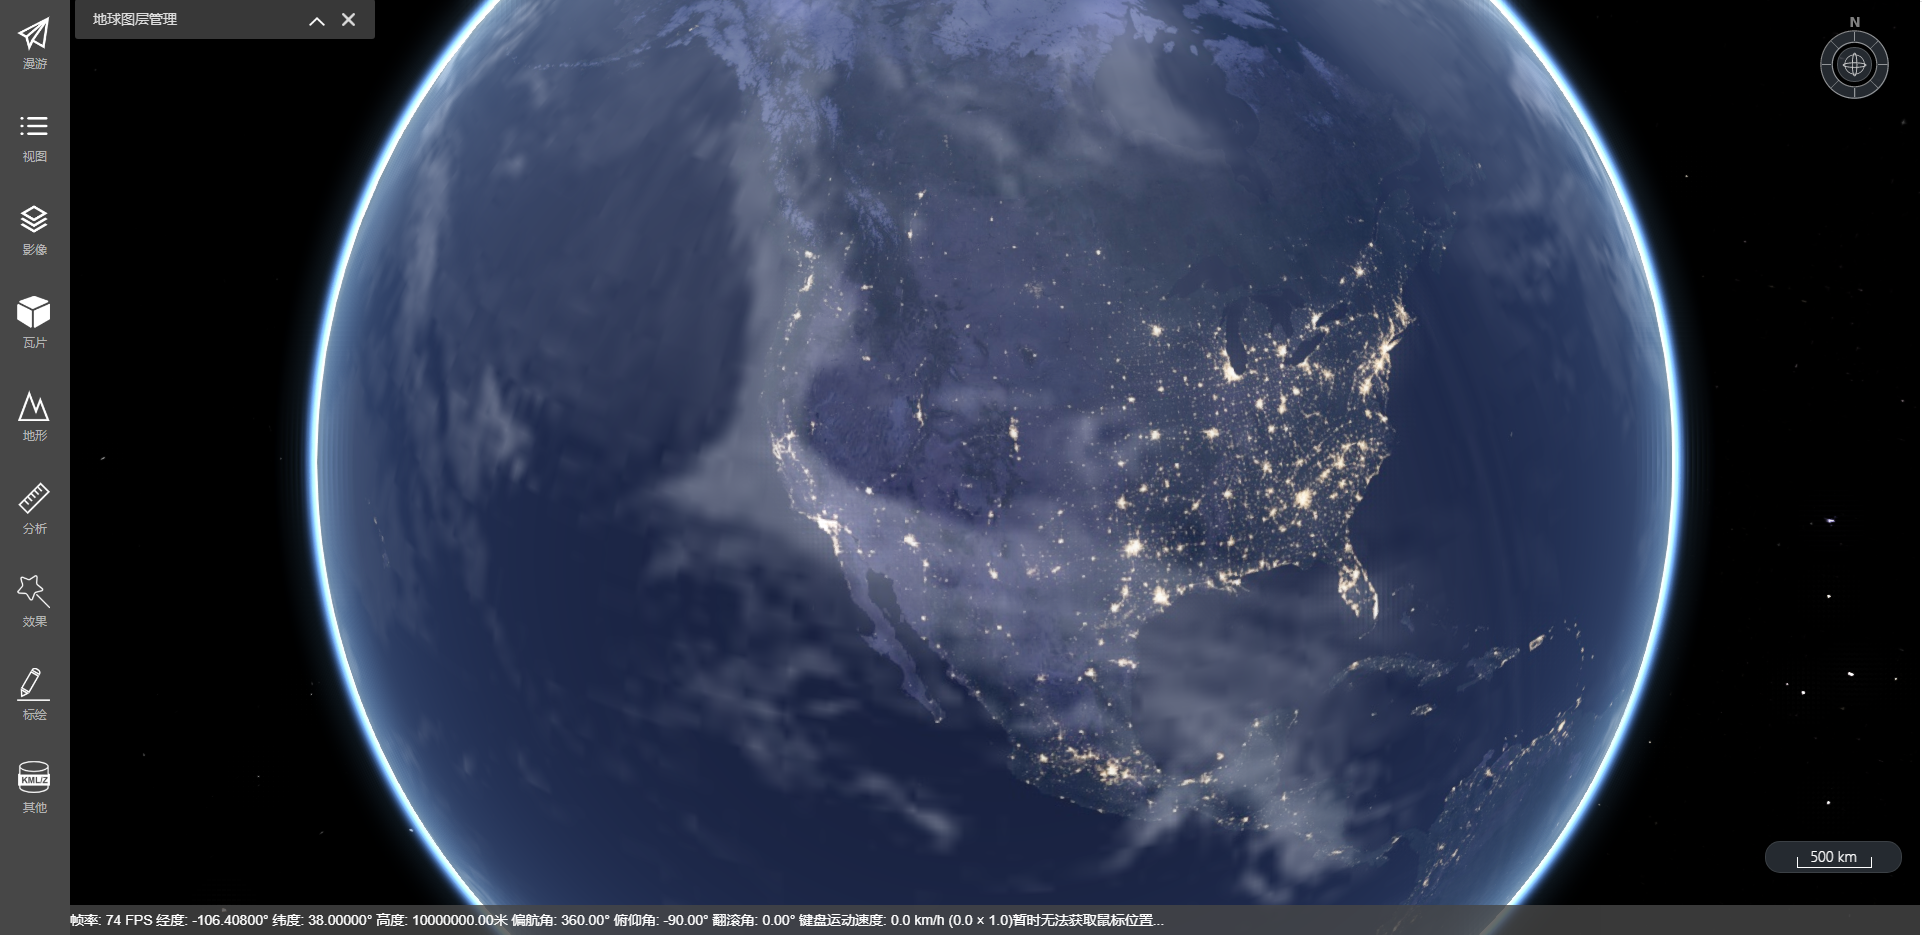 地球图层管理
漫游
视图
影像
瓦片
地形
分析
效果
标绘
KML/Z
其他
N
500 km
帧率: 74 FPS 经度: -106.40800° 纬度: 38.00000° 高度: 10000000.00米 偏航角: 360.00° 俯仰角: -90.00° 翻滚角: 0.00° 键盘运动速度: 0.0 km/h (0.0 × 1.0)暂时无法获取鼠标位置...